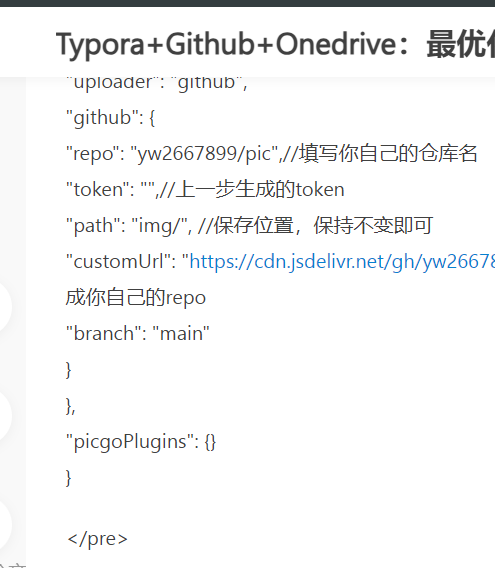 Typora+Github+Onedrive：最优
"uploader": "github",
"github": {
"repo": "yw2667899/pic",//填写你自己的仓库名
"token": "",//上一步生成的token
"path": "img/", //保存位置，保持不变即可
"customUrl": "https://cdn.jsdelivr.net/gh/yw26678
成你自己的repo
"branch": "main"
}
},
"picgoPlugins": {}
}
</pre>